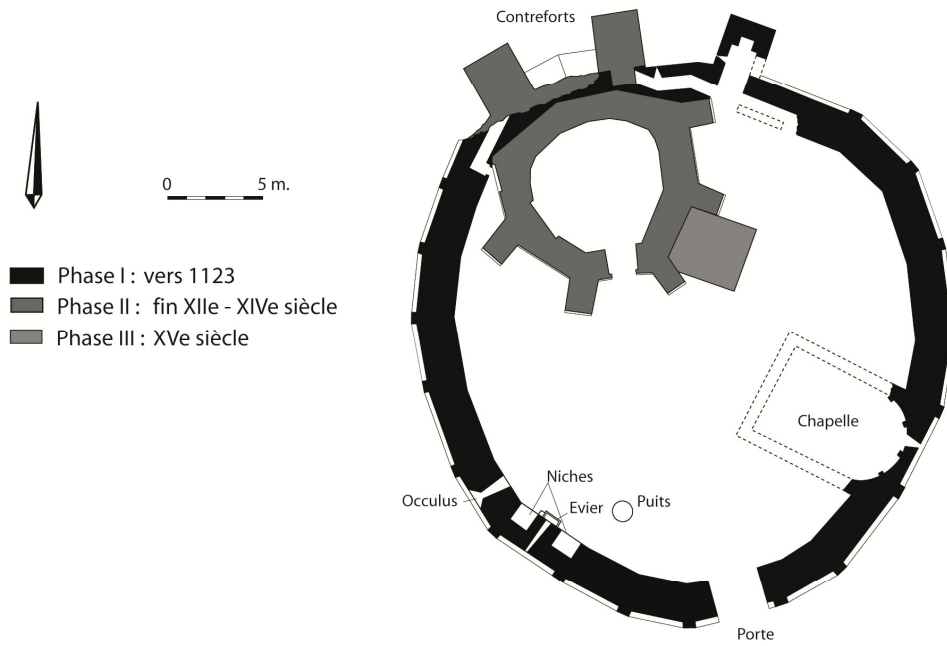 Contreforts
0 5 m.
Phase I : vers 1123
Phase II : fin XIIe - XIVe siècle
Phase III : XVe siècle
Chapelle
Niches
Occulus
Evier
Puits
Porte